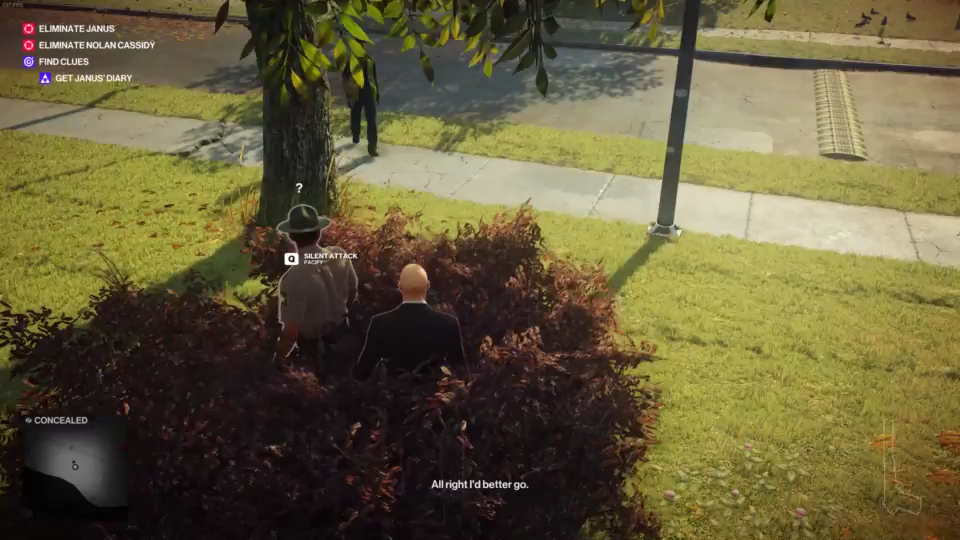 ELIMINATE JANUS
ELIMINATE NOLAN CASSIDY
FIND CLUES
GET JANUS' DIARY
?
Q SILENT ATTACK
PACIFY
CONCEALED
All right I'd better go.